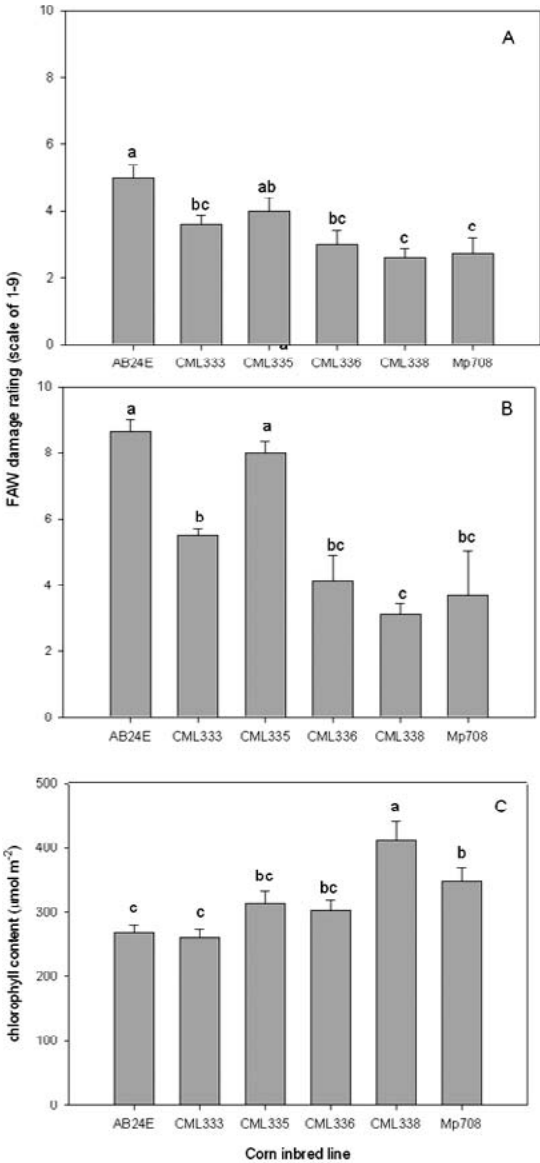 A
10
8
6
4
2
0
a
bc
ab
bc
c
c
AB24E CML333 CML335 CML336 CML338 Mp708
a
FAW damage rating (scale of 1-9)
B
10
8
6
4
2
0
a
b
a
bc
c
bc
AB24E CML333 CML335 CML336 CML338 Mp708
C
500
400
300
200
100
0
c
c
bc
bc
a
b
chlorophyll content (umol m-2)
AB24E CML333 CML335 CML336 CML338 Mp708
Corn inbred line